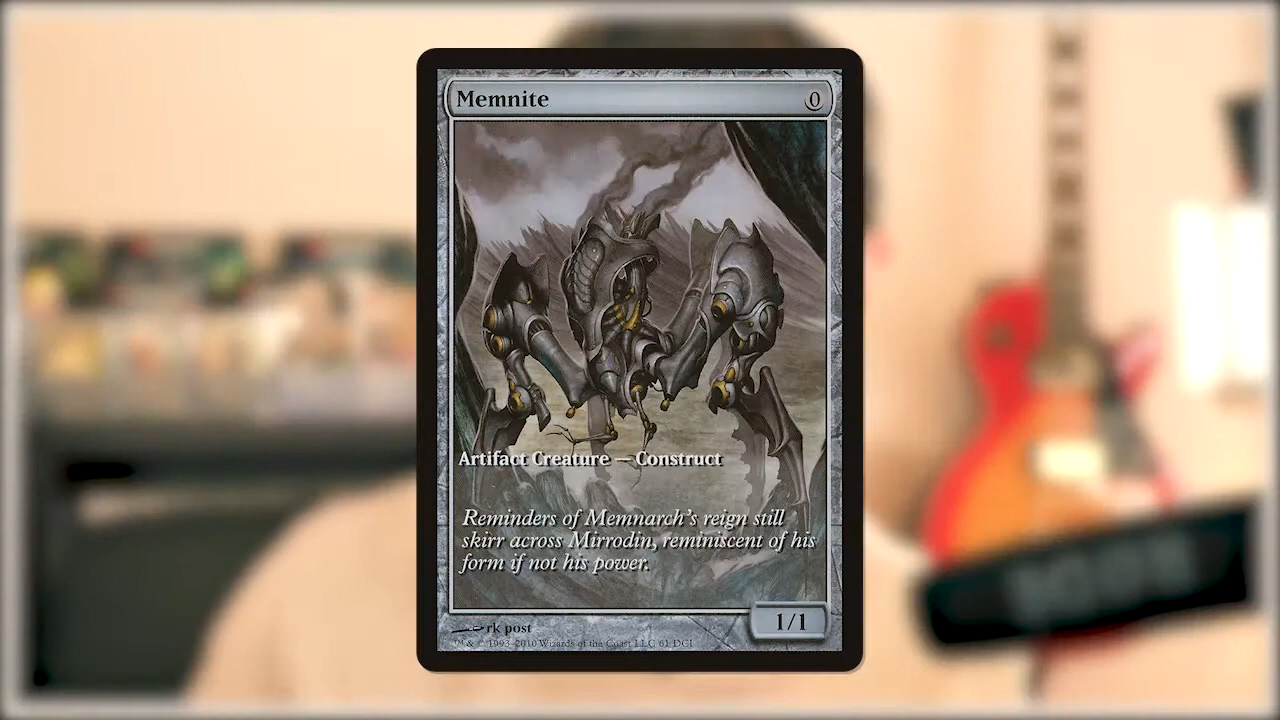 Memnite 0
Artifact Creature — Construct
Reminders of Memnarch's reign still
skirr across Mirrodin, reminiscent of his
form if not his power.
1/1
rk post
™ & © 1993-2010 Wizards of the Coast LLC 61 DCI